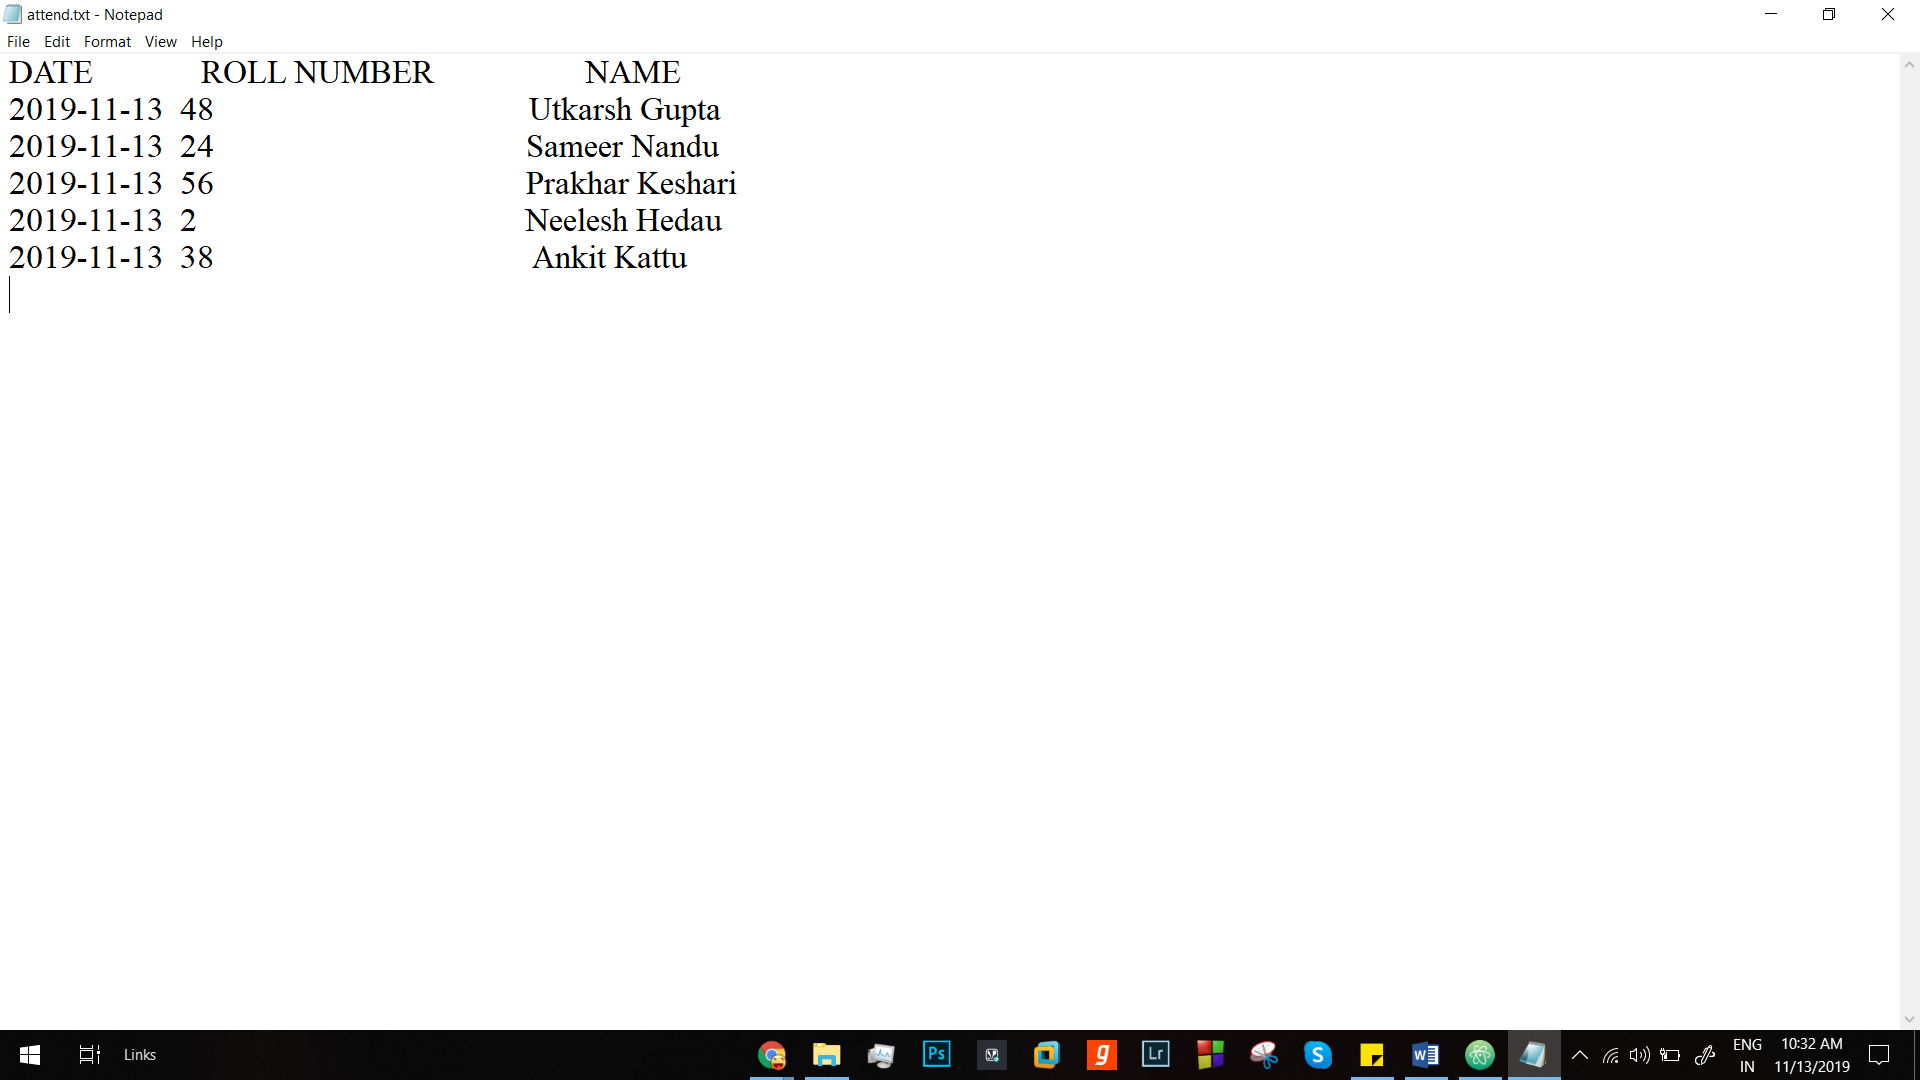 attend.txt - Notepad
File Edit Format View Help
DATE ROLL NUMBER NAME
2019-11-13 48 Utkarsh Gupta
2019-11-13 24 Sameer Nandu
2019-11-13 56 Prakhar Keshari
2019-11-13 2 Neelesh Hedau
2019-11-13 38 Ankit Kattu
Links
Ps
g
Lr
S
W
ENG
IN
10:32 AM
11/13/2019